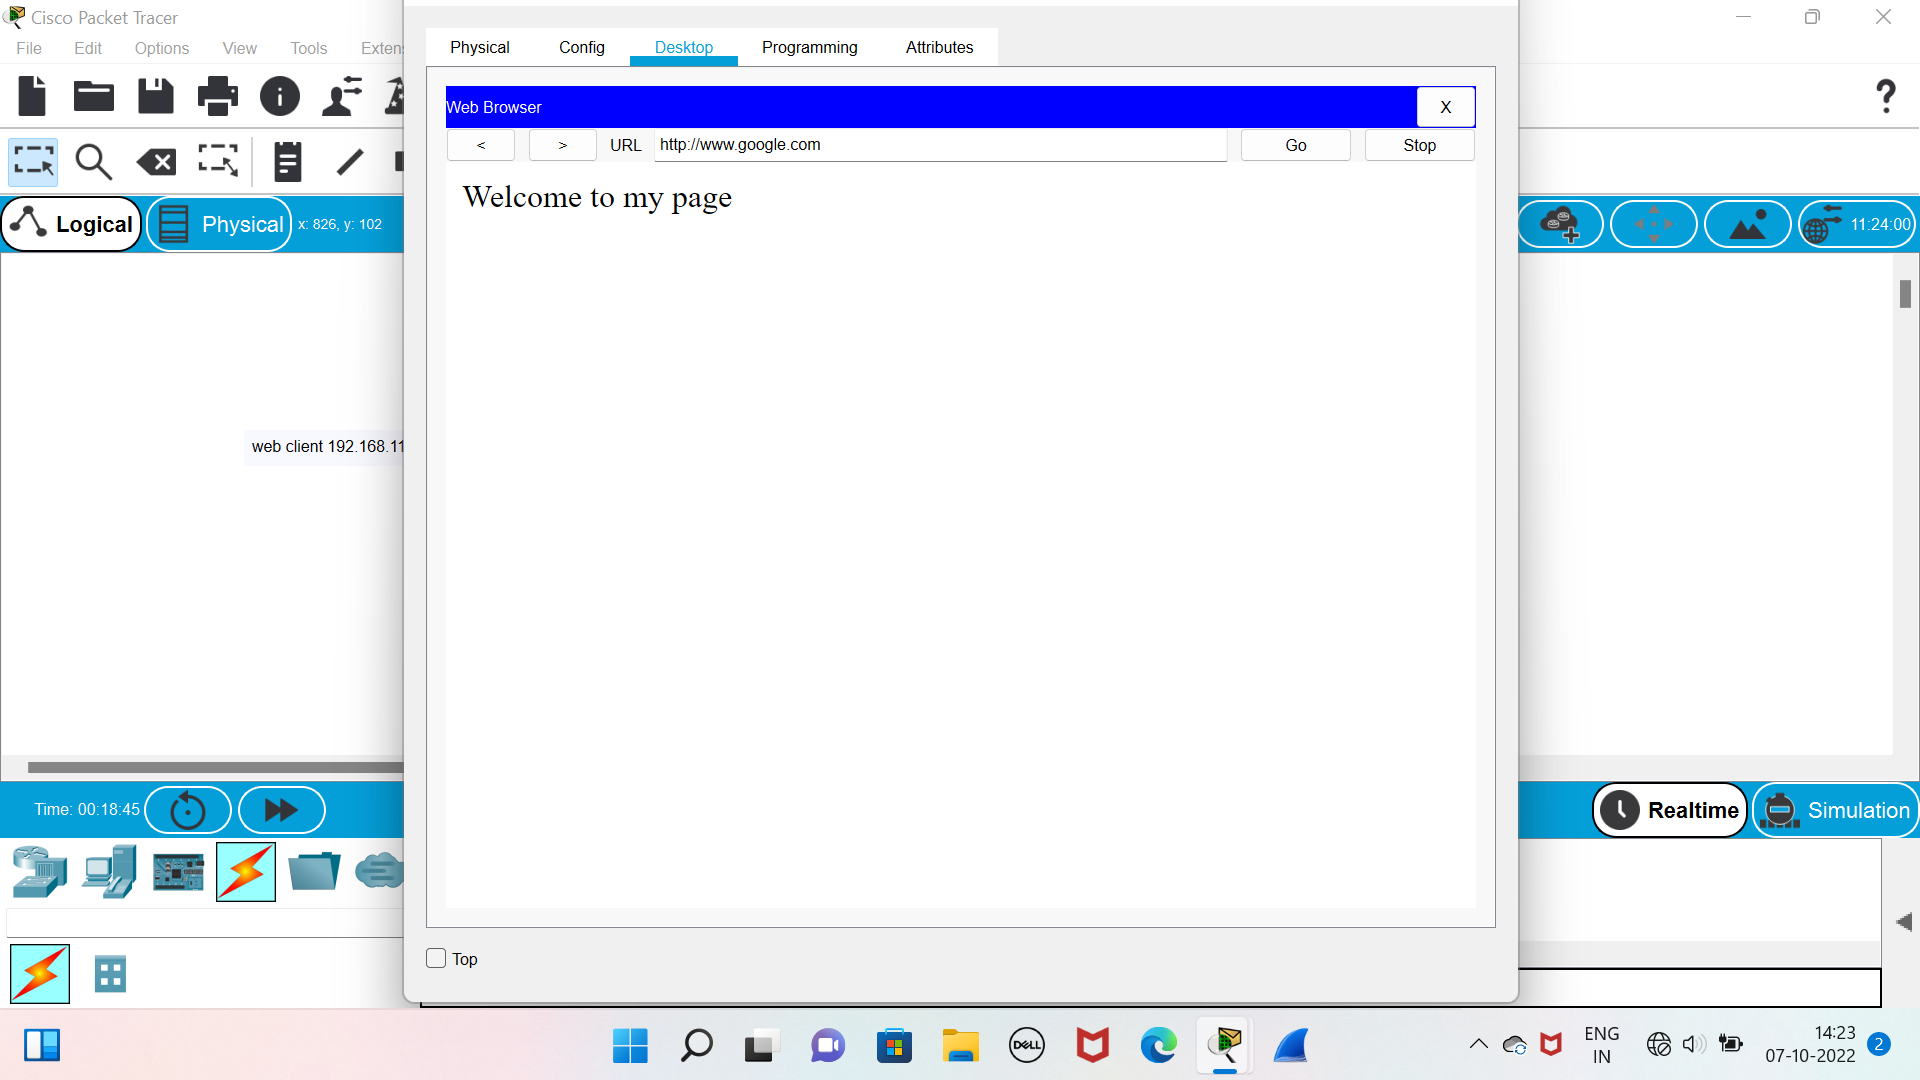 Cisco Packet Tracer
File Edit Options View Tools Exten
Physical Config Desktop Programming Attributes
Web Browser X
< > URL http://www.google.com Go Stop
Welcome to my page
Logical Physical x: 826, y: 102
11:24:00
web client 192.168.11
Time: 00:18:45
Realtime Simulation
Top
DELL
ENG
IN
14:23
07-10-2022
2